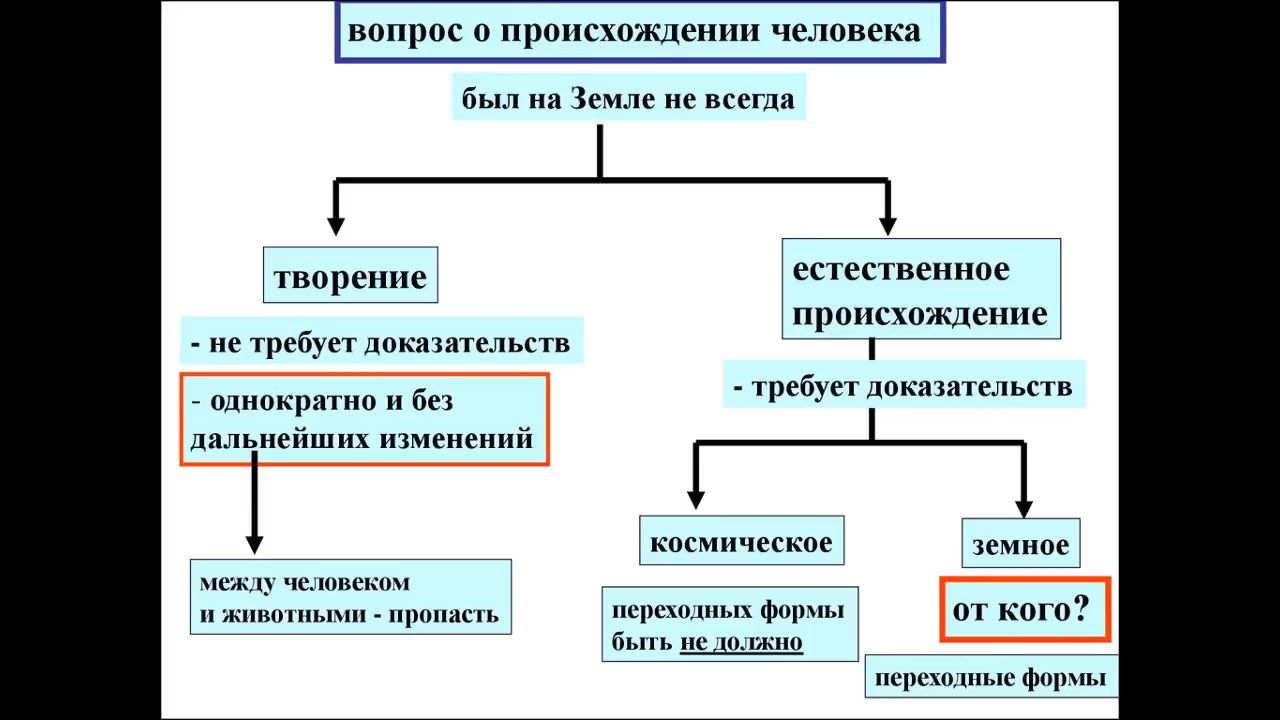 вопрос о происхождении человека
был на Земле не всегда
творение
- не требует доказательств
- однократно и без
дальнейших изменений
между человеком
и животными - пропасть
естественное
происхождение
- требует доказательств
космическое
переходных формы
быть не должно
земное
от кого?
переходные формы